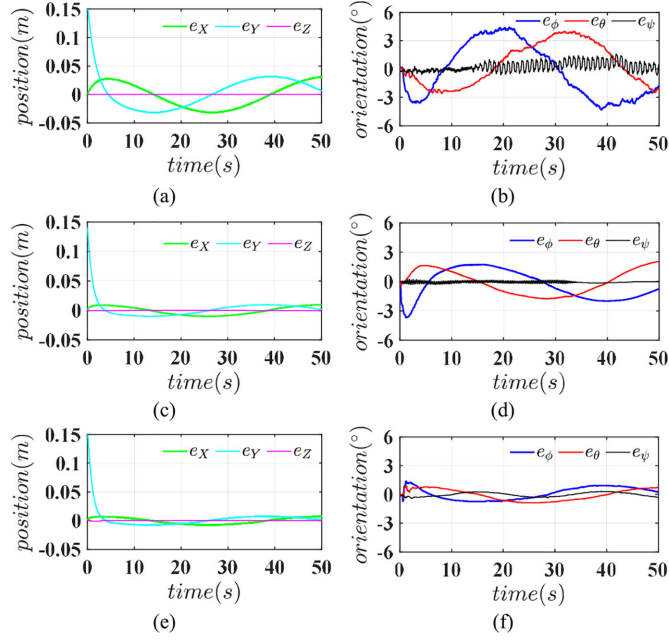 0.15
e_X e_Y e_Z
0.010
0.05
0
-0.05
position(m)
0 10 20 30 40 50
time(s)
(a)
6
e_ϕ e_θ e_ψ
3
0
-3
-6
orientation(°)
0 10 20 30 40 50
time(s)
(b)
0.15
e_X e_Y e_Z
0.010
0.05
0
-0.05
position(m)
0 10 20 30 40 50
time(s)
(c)
6
e_ϕ e_θ e_ψ
3
0
-3
-6
orientation(°)
0 10 20 30 40 50
time(s)
(d)
0.15
e_X e_Y e_Z
0.010
0.05
0
-0.05
position(m)
0 10 20 30 40 50
time(s)
(e)
6
e_ϕ e_θ e_ψ
3
0
-3
-6
orientation(°)
0 10 20 30 40 50
time(s)
(f)